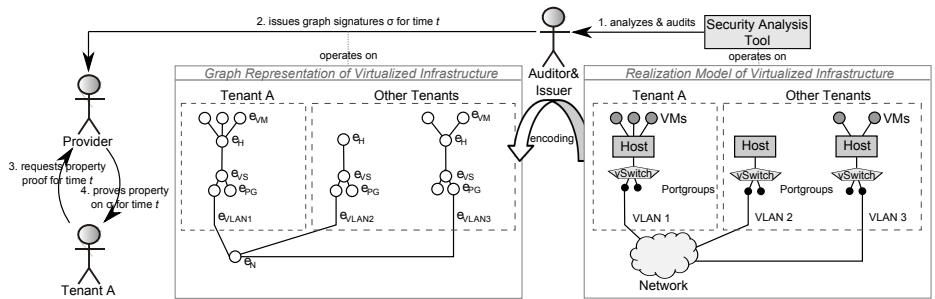 2. issues graph signatures σ for time t
1. analyzes & audits
Security Analysis
Tool
operates on
operates on
Auditor&
Issuer
encoding
Provider
3. requests property
proof for time t
4. proves property
on σ for time t
Tenant A
Graph Representation of Virtualized Infrastructure
Tenant A
Other Tenants
eVM
eVM
eH
eH
eH
eVS
eVS
eVS
ePG
ePG
ePG
eVLAN1
eVLAN2
eVLAN3
eN
Realization Model of Virtualized Infrastructure
Tenant A
Other Tenants
VMs
VMs
Host
Host
Host
vSwitch
vSwitch
vSwitch
Portgroups
Portgroups
VLAN 1
VLAN 2
VLAN 3
Network